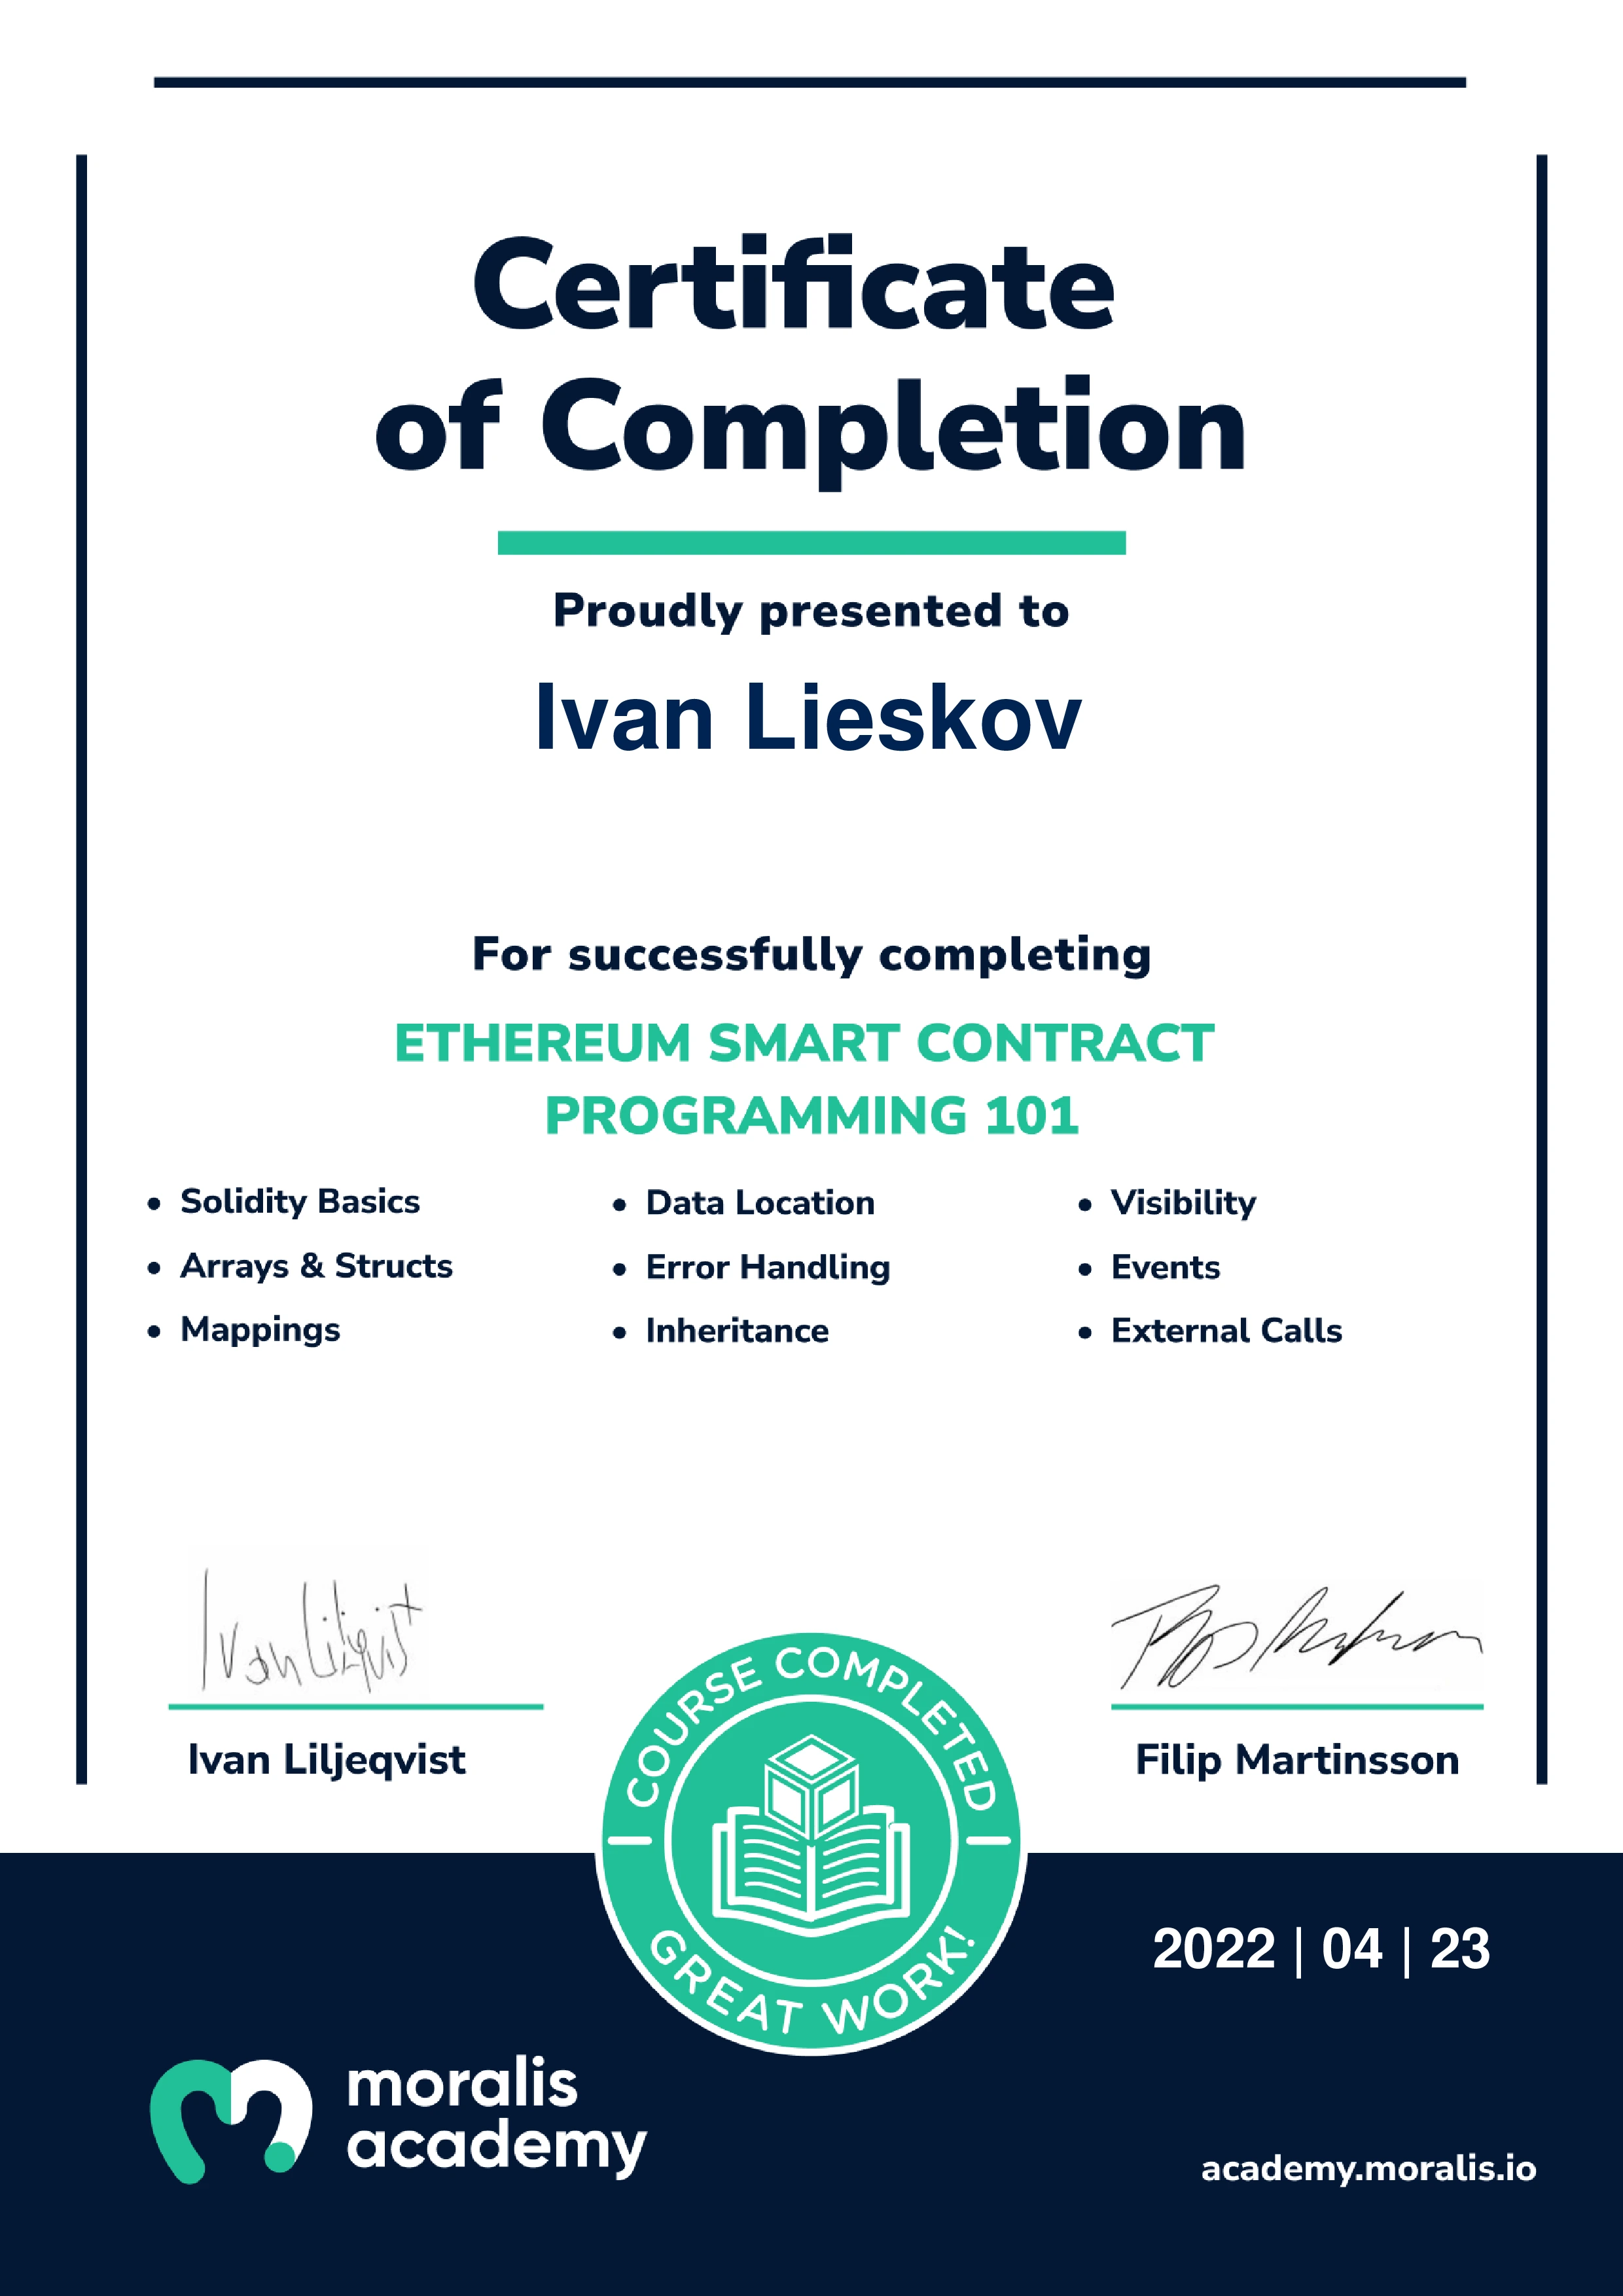 Certificate
of Completion
Proudly presented to
Ivan Lieskov
For successfully completing
ETHEREUM SMART CONTRACT
PROGRAMMING 101
• Solidity Basics
• Arrays & Structs
• Mappings
• Data Location
• Error Handling
• Inheritance
• Visibility
• Events
• External Calls
Ivan Liljeqvist
Ivan Liljeqvist
Filip Martinsson
COURSE COMPLETED
GREAT WORK!
2022 | 04 | 23
moralis
academy
academy.moralis.io